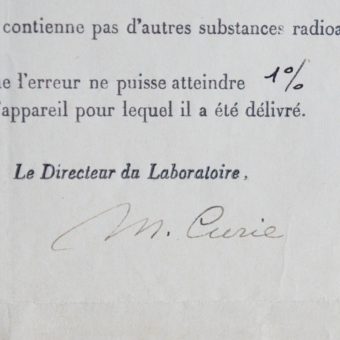 contienne pas d'autres substances radioa
e l'erreur ne puisse atteindre 1%
'appareil pour lequel il a été délivré.
Le Directeur du Laboratoire,
M. Curie